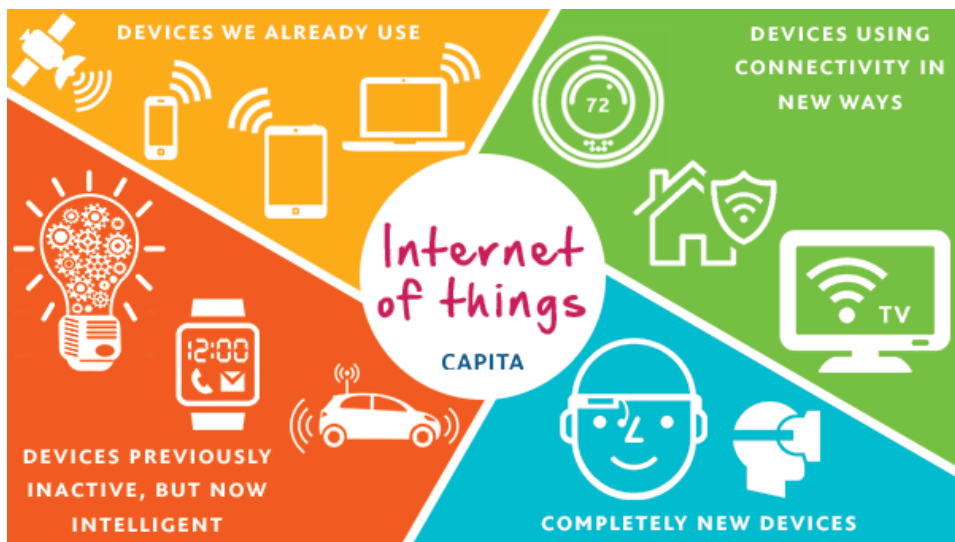 DEVICES WE ALREADY USE
DEVICES USING
CONNECTIVITY IN
NEW WAYS
72
TV
Internet
of things
CAPITA
12:00
DEVICES PREVIOUSLY
INACTIVE, BUT NOW
INTELLIGENT
COMPLETELY NEW DEVICES